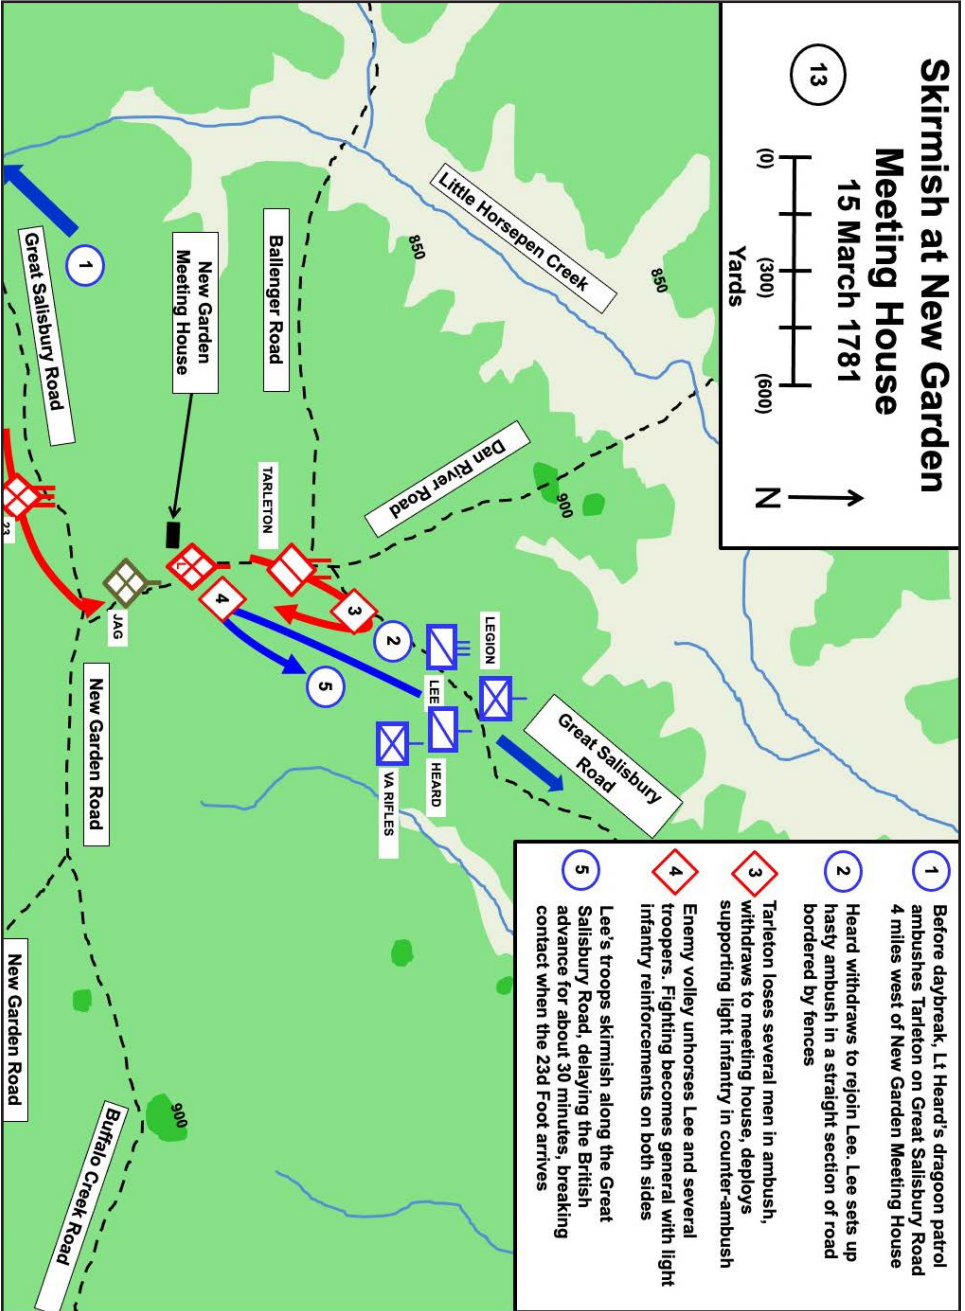 Skirmish at New Garden
Meeting House
15 March 1781
13
(0)
(300)
(600)
Yards
N
1
Before daybreak, Lt Heard's dragoon patrol
ambushes Tarleton on Great Salisbury Road
4 miles west of New Garden Meeting House
2
Heard withdraws to rejoin Lee. Lee sets up
hasty ambush in a straight section of road
bordered by fences
3
Tarleton loses several men in ambush,
withdraws to meeting house, deploys
supporting light infantry in counter-ambush
4
Enemy volley unhorses Lee and several
troopers. Fighting becomes general with light
infantry reinforcements on both sides
5
Lee's troops skirmish along the Great
Salisbury Road, delaying the British
advance for about 30 minutes, breaking
contact when the 23d Foot arrives
850
Little Horsepen Creek
850
900
Dan River Road
Great Salisbury
Road
LEGION
LEE
HEARD
VA RIFLES
2
3
5
4
Ballenger Road
TARLETON
New Garden
Meeting House
L
JAG
1
Great Salisbury Road
23
New Garden Road
900
Buffalo Creek Road
New Garden Road